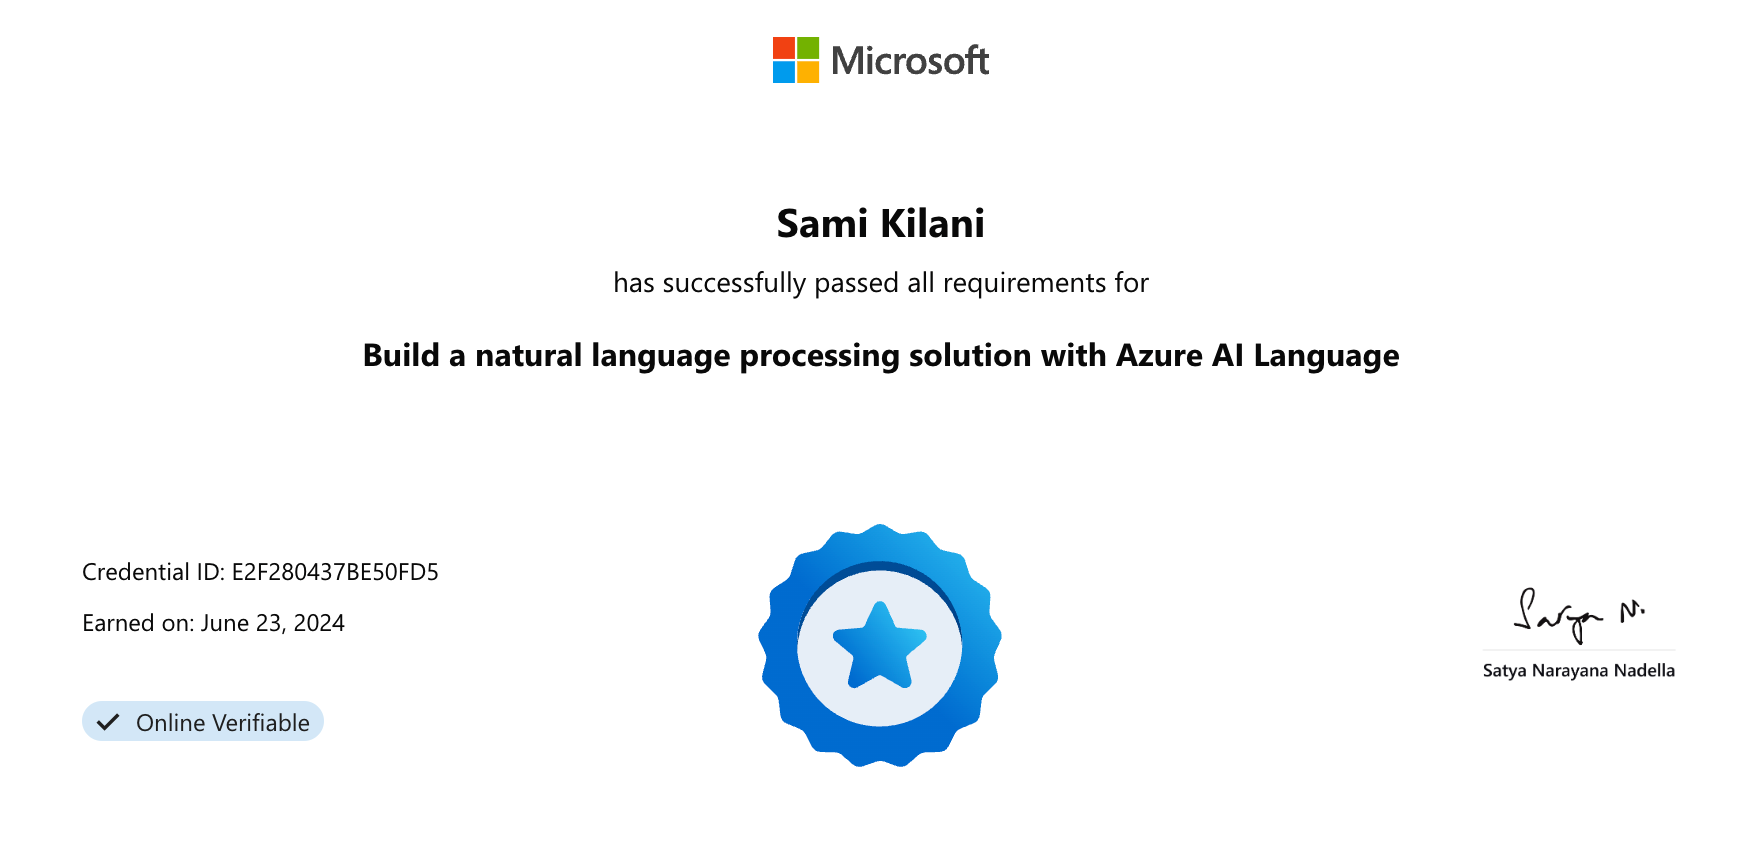 Microsoft
Sami Kilani
has successfully passed all requirements for
Build a natural language processing solution with Azure AI Language
Credential ID: E2F280437BE50FD5
Earned on: June 23, 2024
Online Verifiable
Satya N.
Satya Narayana Nadella